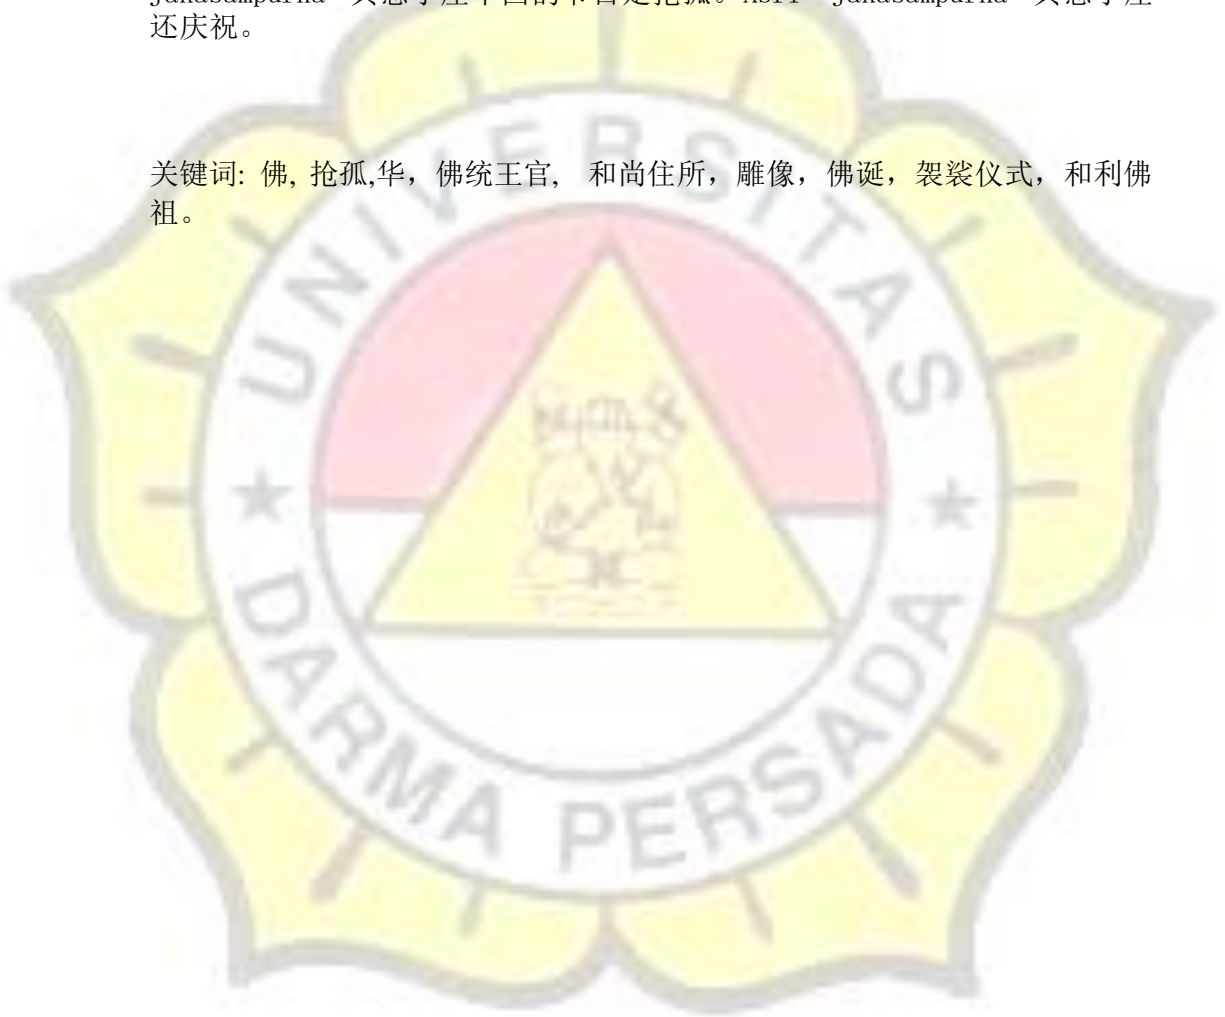 还庆祝。
关键词: 佛, 抢孤,华，佛统王官, 和尚住所，雕像，佛诞，袈裟仪式，和利佛
祖。
UNIVERSITAS
★ DARMA PERSADA ★